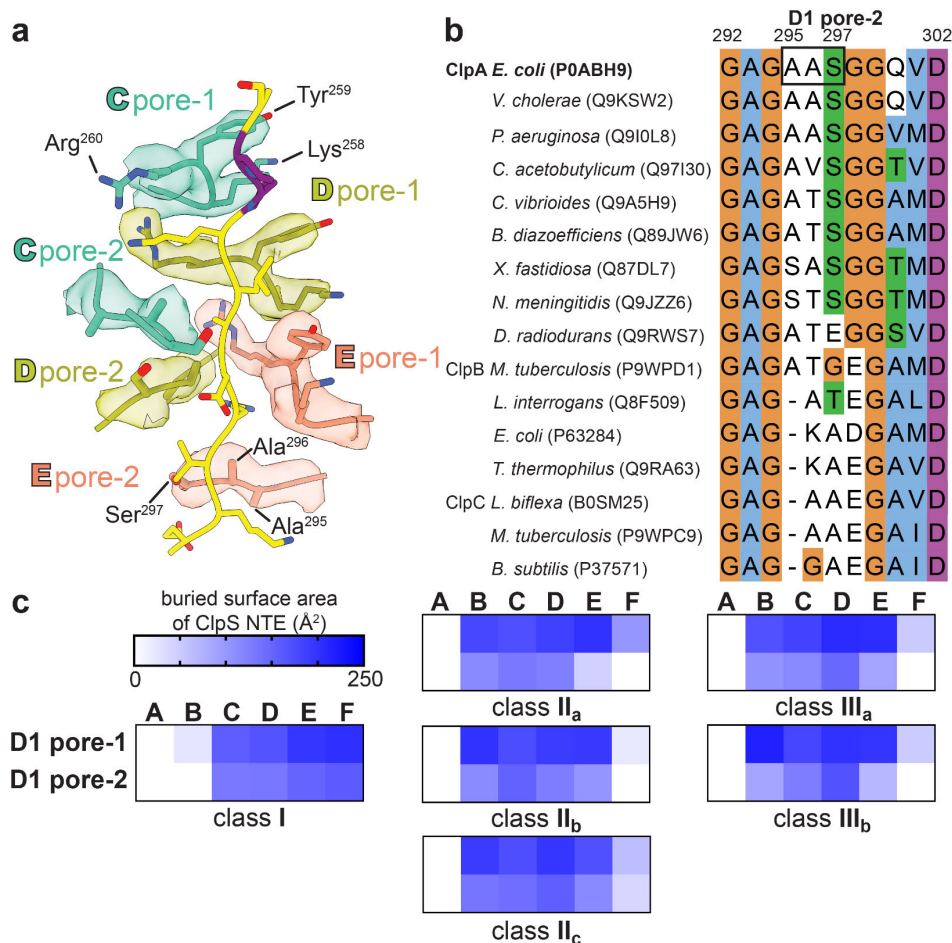 a
C pore-1
Tyr259
Arg260
Lys258
D pore-1
C pore-2
D pore-2
E pore-1
Ala296
E pore-2
Ser297
Ala295
b
D1 pore-2
292 295 297 302
ClpA E. coli (P0ABH9) GAGAASGGQVD
V. cholerae (Q9KSW2) GAGAASGGQVD
P. aeruginosa (Q9I0L8) GAGAASGGVMD
C. acetobutylicum (Q97I30) GAGAVSGGTVD
C. vibrioides (Q9A5H9) GAGATSGGAMD
B. diazoefficiens (Q89JW6) GAGATSGGAMD
X. fastidiosa (Q87DL7) GAGSASGGTMD
N. meningitidis (Q9JZZ6) GAGSTSGGTMD
D. radiodurans (Q9RWS7) GAGATEGGSVD
ClpB M. tuberculosis (P9WPD1) GAGATGEGAMD
L. interrogans (Q8F509) GAG-ATEGALD
E. coli (P63284) GAG-KADGAMD
T. thermophilus (Q9RA63) GAG-KAEGAVD
ClpC L. biflexa (B0SM25) GAG-AAEGAVD
M. tuberculosis (P9WPC9) GAG-AAEGAID
B. subtilis (P37571) GAG-GAEGAID
c
buried surface area
of ClpS NTE (Å²)
0 250
A B C D E F
D1 pore-1
D1 pore-2
class I
A B C D E F
class IIa
class IIb
class IIc
A B C D E F
class IIIa
class IIIb